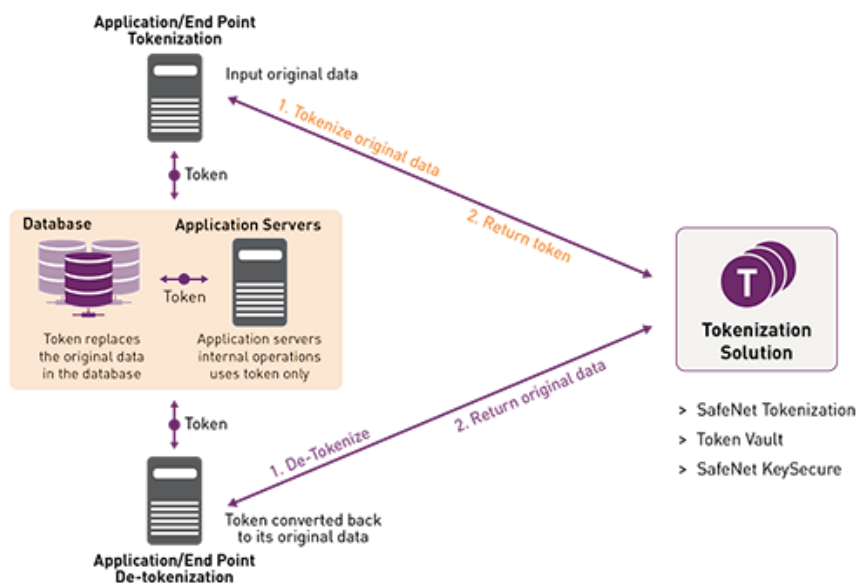 Application/End Point
Tokenization
Input original data
1. Tokenize original data
2. Return token
Token
Database
Application Servers
Token
Token replaces
the original data
in the database
Application servers
internal operations
uses token only
T
Tokenization
Solution
> SafeNet Tokenization
> Token Vault
> SafeNet KeySecure
Token
1. De-Tokenize
2. Return original data
Token converted back
to its original data
Application/End Point
De-tokenization